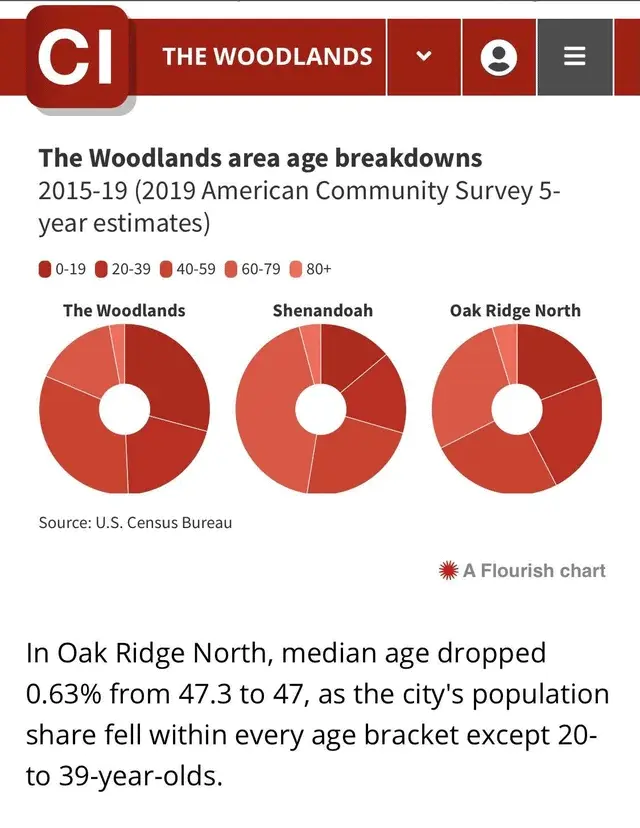 CI
THE WOODLANDS
The Woodlands area age breakdowns
2015-19 (2019 American Community Survey 5-
year estimates)
0-19 20-39 40-59 60-79 80+
The Woodlands Shenandoah Oak Ridge North
Source: U.S. Census Bureau
A Flourish chart
In Oak Ridge North, median age dropped
0.63% from 47.3 to 47, as the city's population
share fell within every age bracket except 20-
to 39-year-olds.